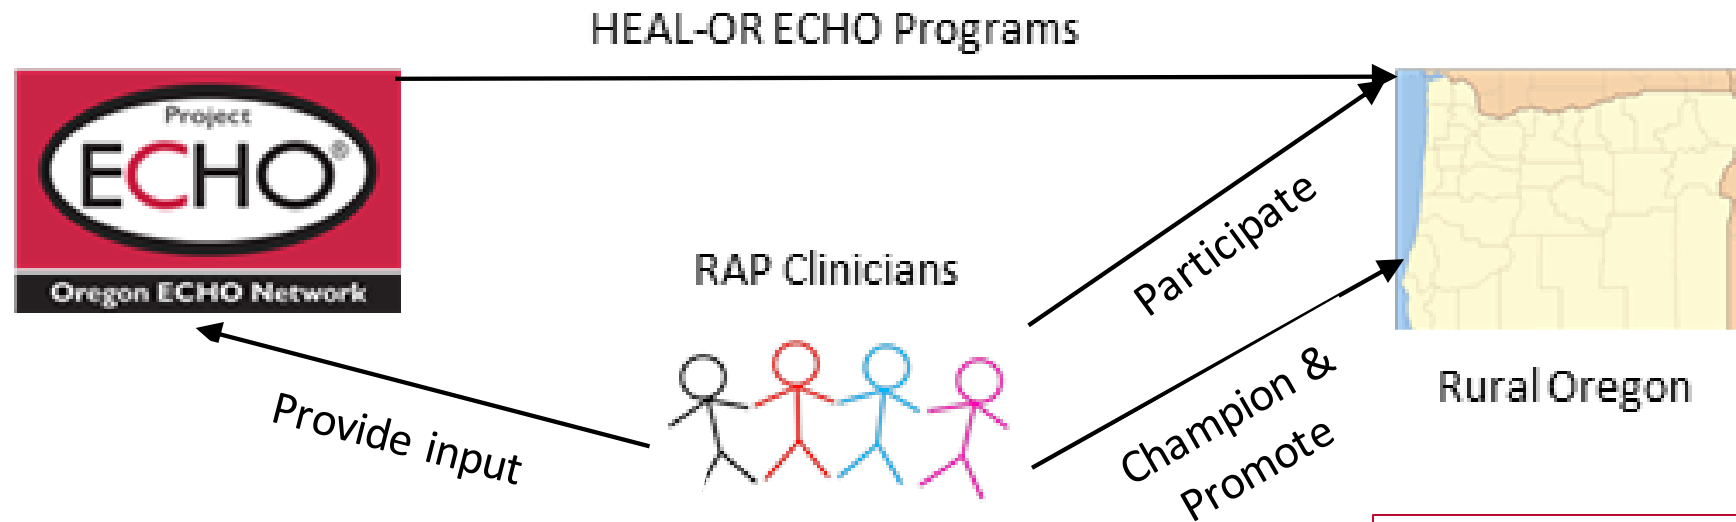 HEAL-OR ECHO Programs
Project
ECHO®
Oregon ECHO Network
RAP Clinicians
Participate
Provide input
Champion &
Promote
Rural Oregon